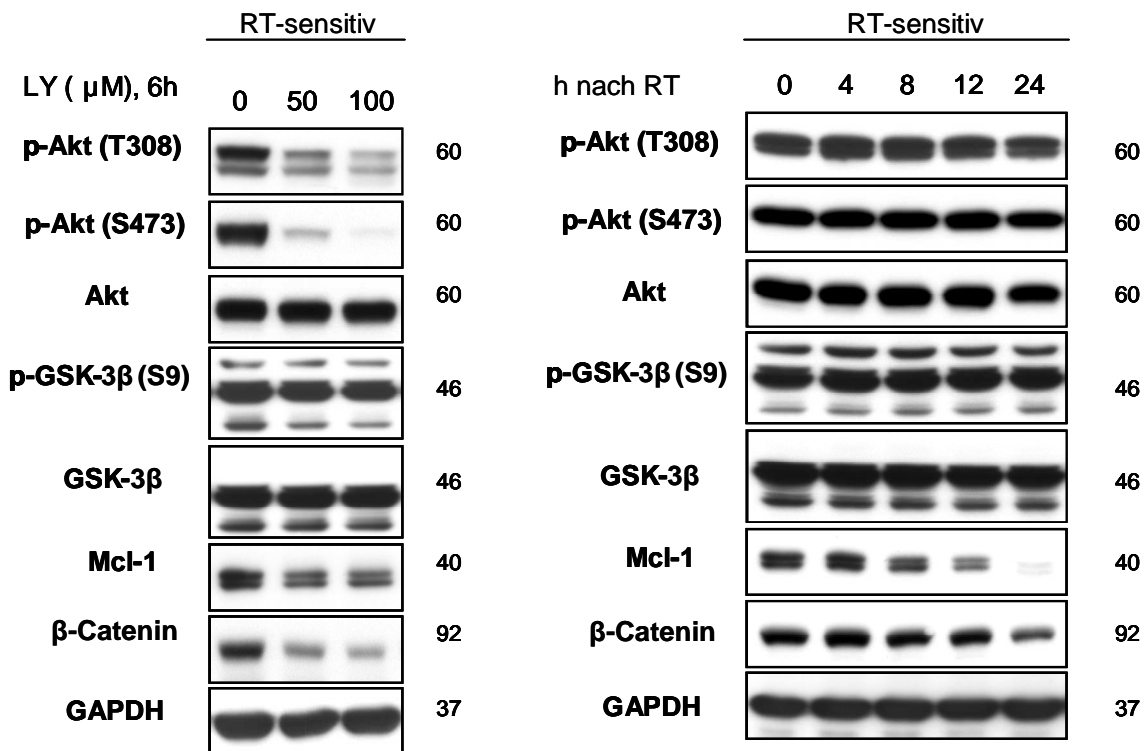 RT-sensitiv
LY ( µM), 6h 0 50 100
p-Akt (T308) 60
p-Akt (S473) 60
Akt 60
p-GSK-3β (S9) 46
GSK-3β 46
Mcl-1 40
β-Catenin 92
GAPDH 37
RT-sensitiv
h nach RT 0 4 8 12 24
p-Akt (T308) 60
p-Akt (S473) 60
Akt 60
p-GSK-3β (S9) 46
GSK-3β 46
Mcl-1 40
β-Catenin 92
GAPDH 37